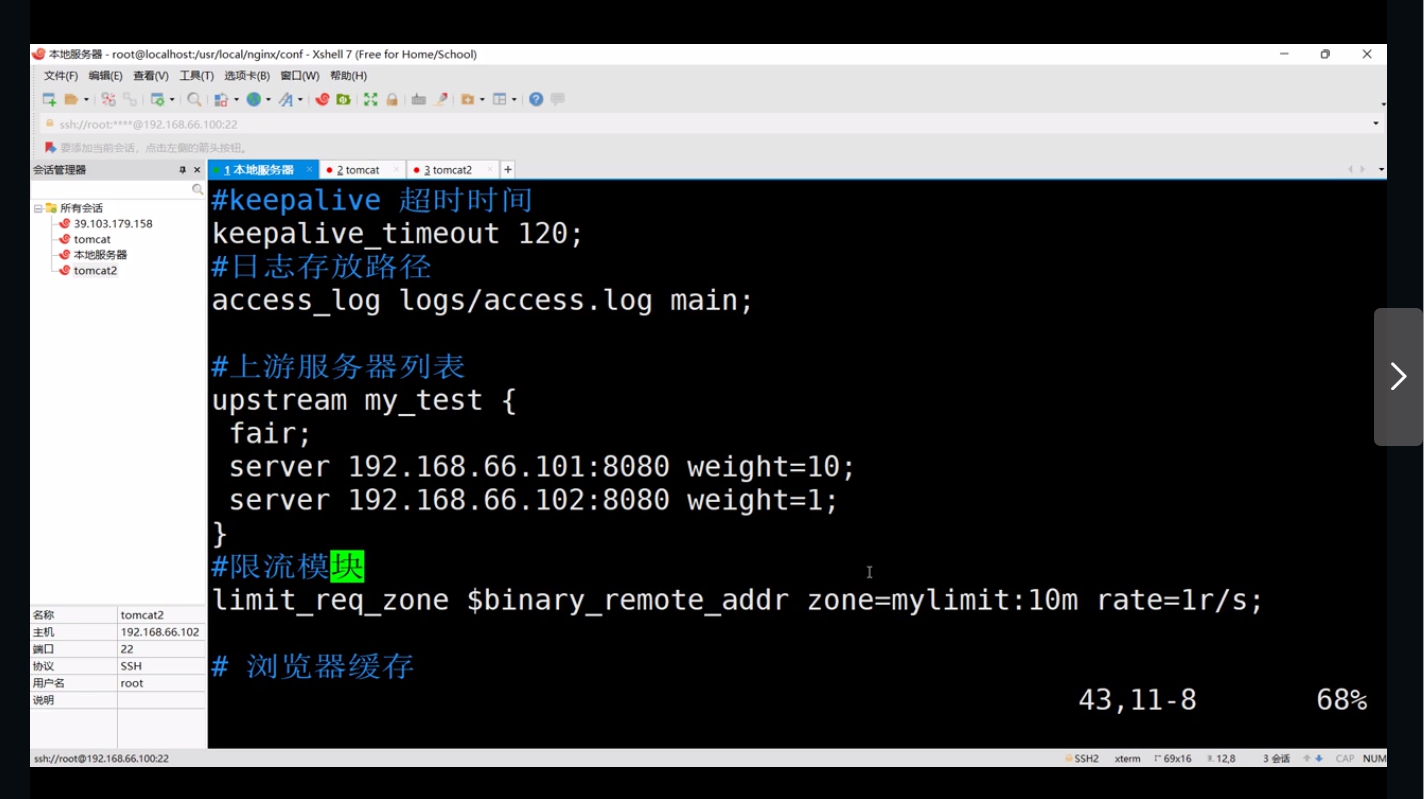 本地服务器 - root@localhost:/usr/local/nginx/conf - Xshell 7 (Free for Home/School)
文件(F) 编辑(E) 查看(V) 工具(T) 选项卡(B) 窗口(W) 帮助(H)
ssh://root:****@192.168.66.100:22
要添加当前会话，点击左侧的箭头按钮。
会话管理器
1 本地服务器 2 tomcat 3 tomcat2
所有会话
39.103.179.158
tomcat
本地服务器
tomcat2
#keepalive 超时时间
keepalive_timeout 120;
#日志存放路径
access_log logs/access.log main;
#上游服务器列表
upstream my_test {
fair;
server 192.168.66.101:8080 weight=10;
server 192.168.66.102:8080 weight=1;
}
#限流模块
limit_req_zone $binary_remote_addr zone=mylimit:10m rate=1r/s;
# 浏览器缓存
43,11-8 68%
名称 tomcat2
主机 192.168.66.102
端口 22
协议 SSH
用户名 root
说明
ssh://root@192.168.66.100:22 SSH2 xterm 69x16 12,8 3 会话 CAP NUM